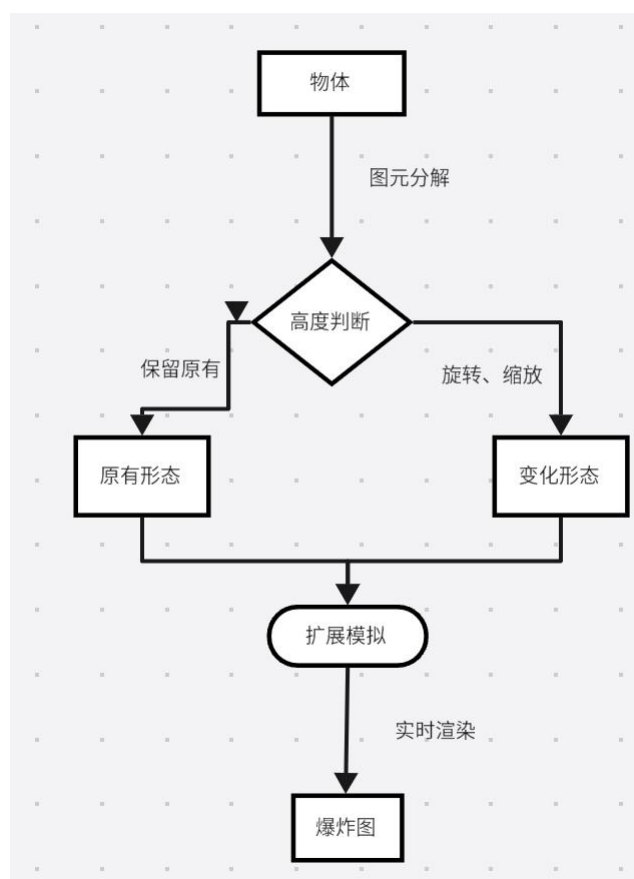 物体
图元分解
高度判断
保留原有
旋转、缩放
原有形态
变化形态
扩展模拟
实时渲染
爆炸图